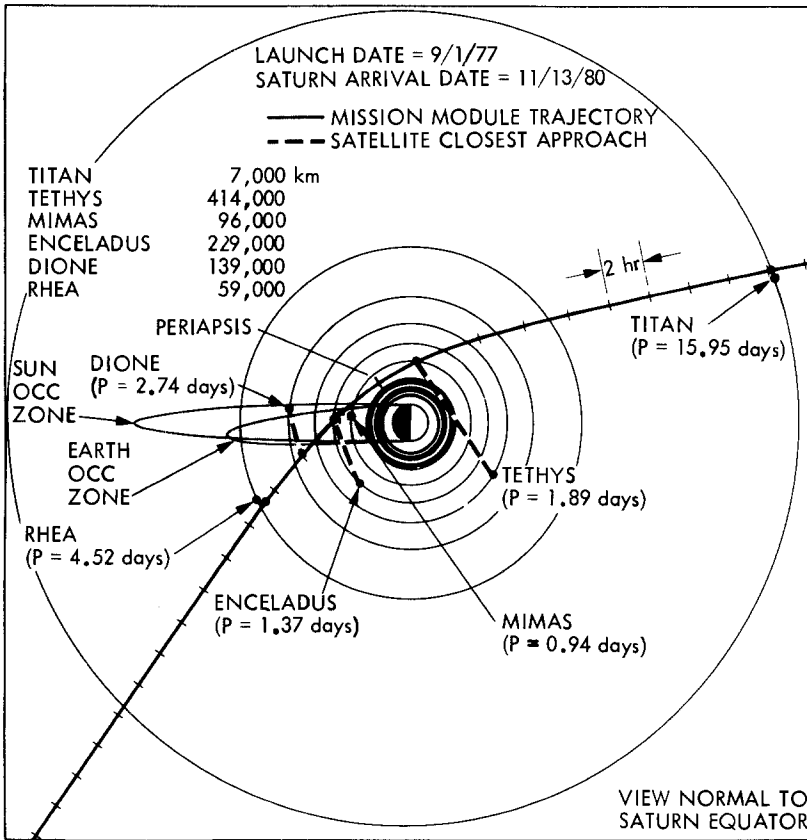 LAUNCH DATE = 9/1/77
SATURN ARRIVAL DATE = 11/13/80
MISSION MODULE TRAJECTORY
SATELLITE CLOSEST APPROACH
TITAN 7,000 km
TETHYS 414,000
MIMAS 96,000
ENCELADUS 229,000
DIONE 139,000
RHEA 59,000
2 hr
PERIAPSIS
TITAN
(P = 15.95 days)
SUN
OCC
ZONE
DIONE
(P = 2.74 days)
EARTH
OCC
ZONE
TETHYS
(P = 1.89 days)
RHEA
(P = 4.52 days)
ENCELADUS
(P = 1.37 days)
MIMAS
(P = 0.94 days)
VIEW NORMAL TO
SATURN EQUATOR